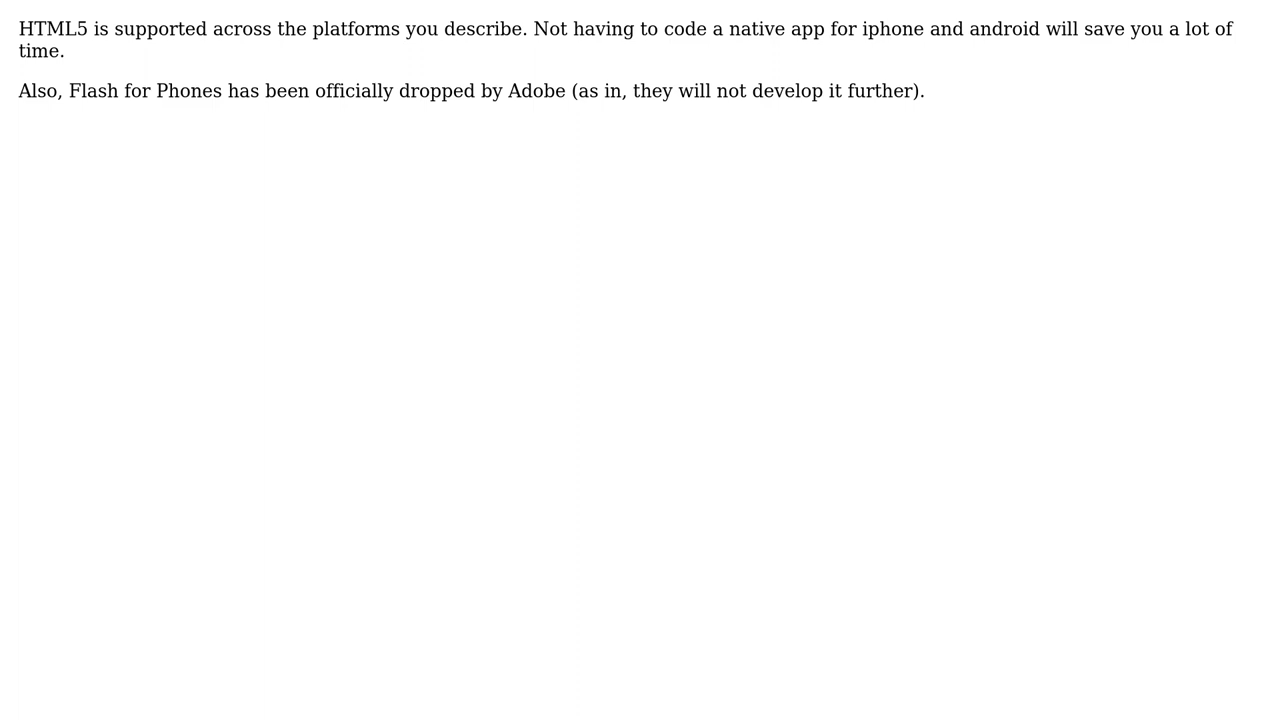 HTML5 is supported across the platforms you describe. Not having to code a native app for iphone and android will save you a lot of
time.
Also, Flash for Phones has been officially dropped by Adobe (as in, they will not develop it further).